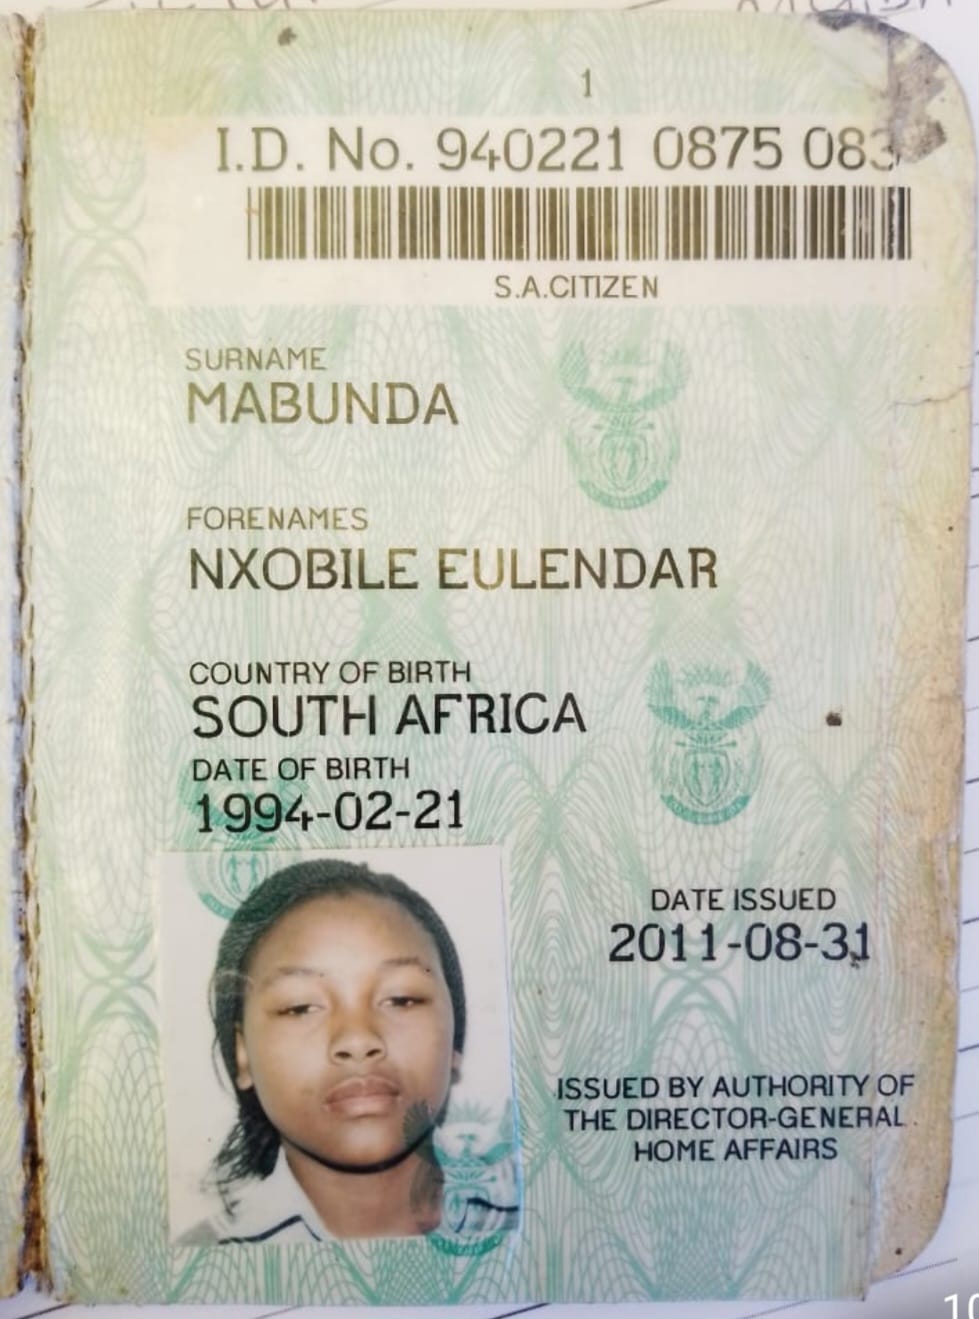 1
I.D. No. 940221 0875 083
S.A.CITIZEN
SURNAME
MABUNDA
FORENAMES
NXOBILE EULENDAR
COUNTRY OF BIRTH
SOUTH AFRICA
DATE OF BIRTH
1994-02-21
DATE ISSUED
2011-08-31
ISSUED BY AUTHORITY OF
THE DIRECTOR-GENERAL
HOME AFFAIRS